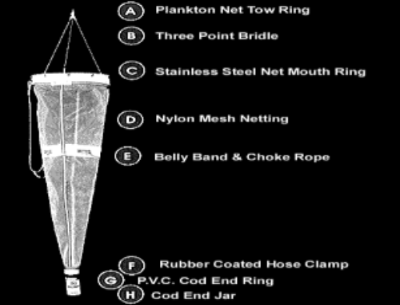 A Plankton Net Tow Ring
B Three Point Bridle
C Stainless Steel Net Mouth Ring
D Nylon Mesh Netting
E Belly Band & Choke Rope
F Rubber Coated Hose Clamp
G P.V.C. Cod End Ring
H Cod End Jar